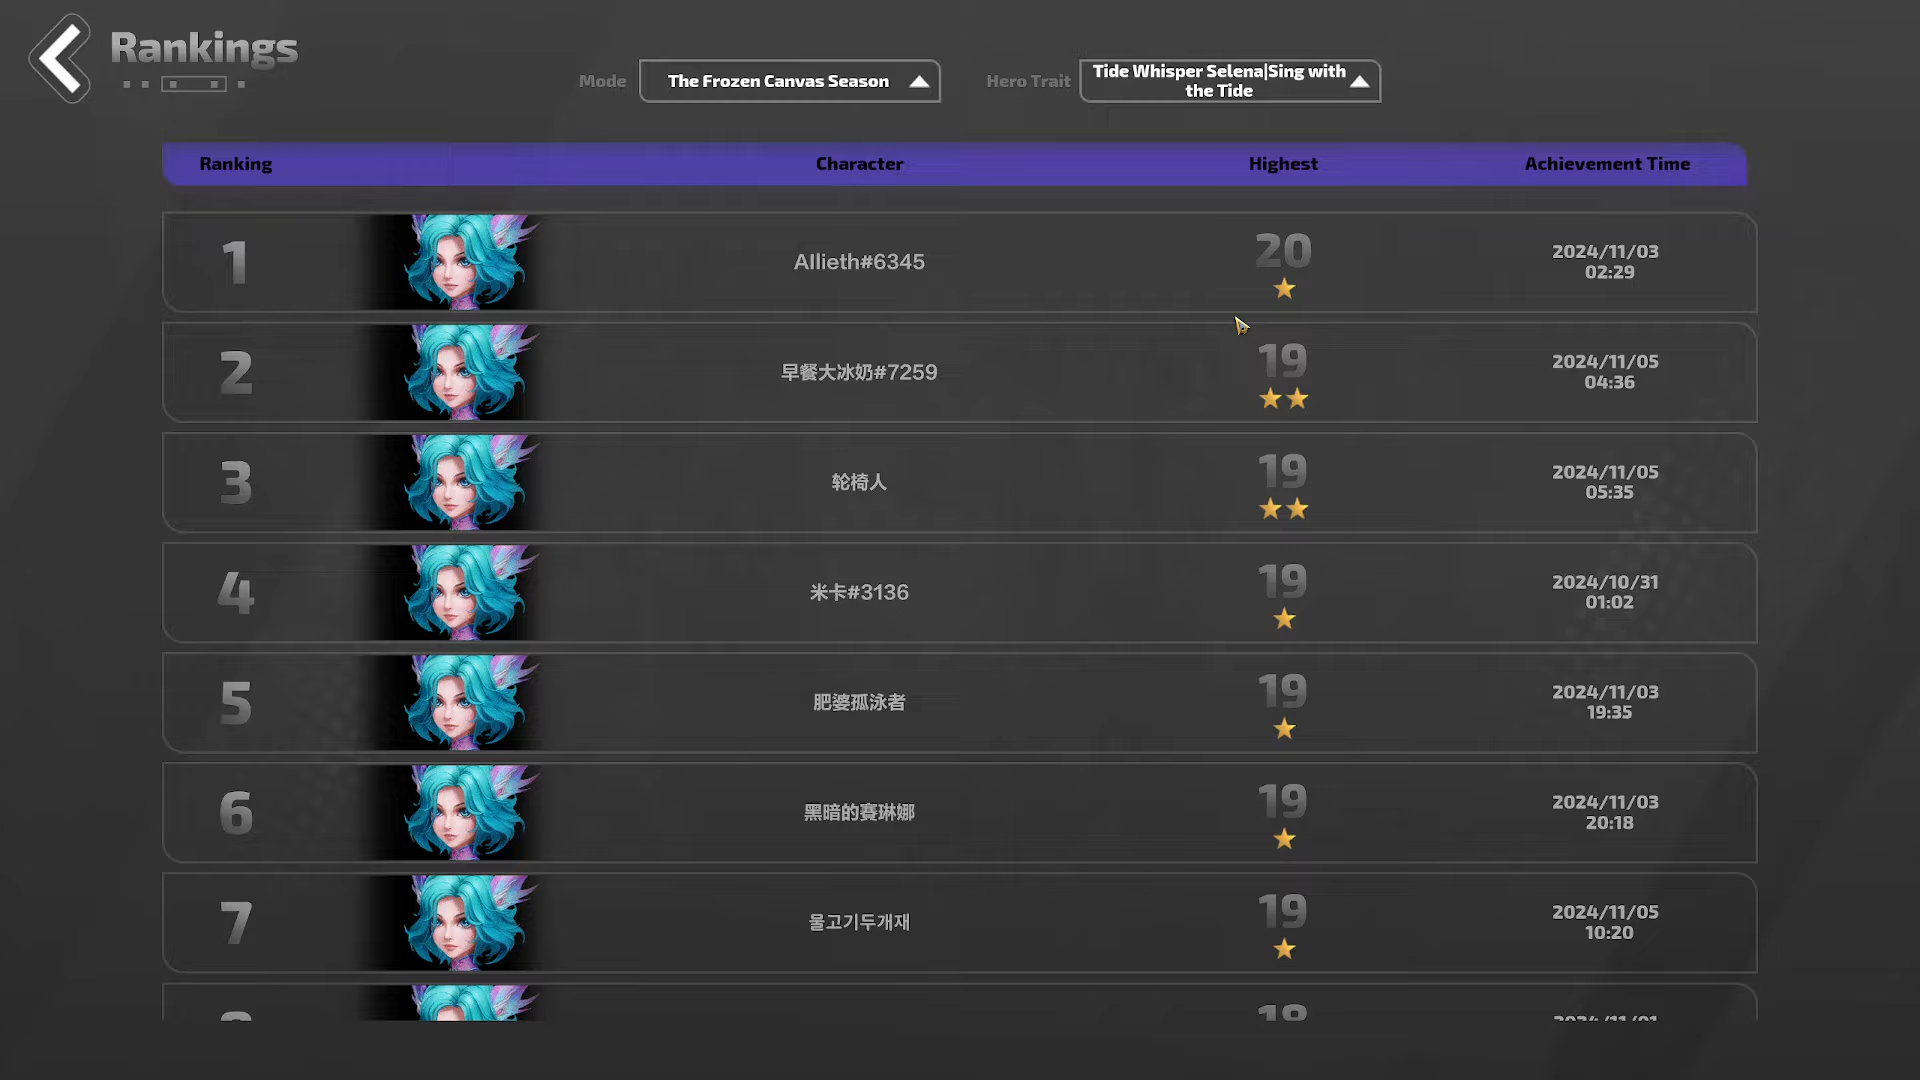 Rankings
Mode
The Frozen Canvas Season
Hero Trait
Tide Whisper Selena|Sing with
the Tide
Ranking
Character
Highest
Achievement Time
1
Allieth#6345
20
2024/11/03
02:29
2
早餐大冰奶#7259
19
2024/11/05
04:36
3
轮椅人
19
2024/11/05
05:35
4
米卡#3136
19
2024/10/31
01:02
5
肥婆孤泳者
19
2024/11/03
19:35
6
黑暗的賽琳娜
19
2024/11/03
20:18
7
물고기두개재
19
2024/11/05
10:20